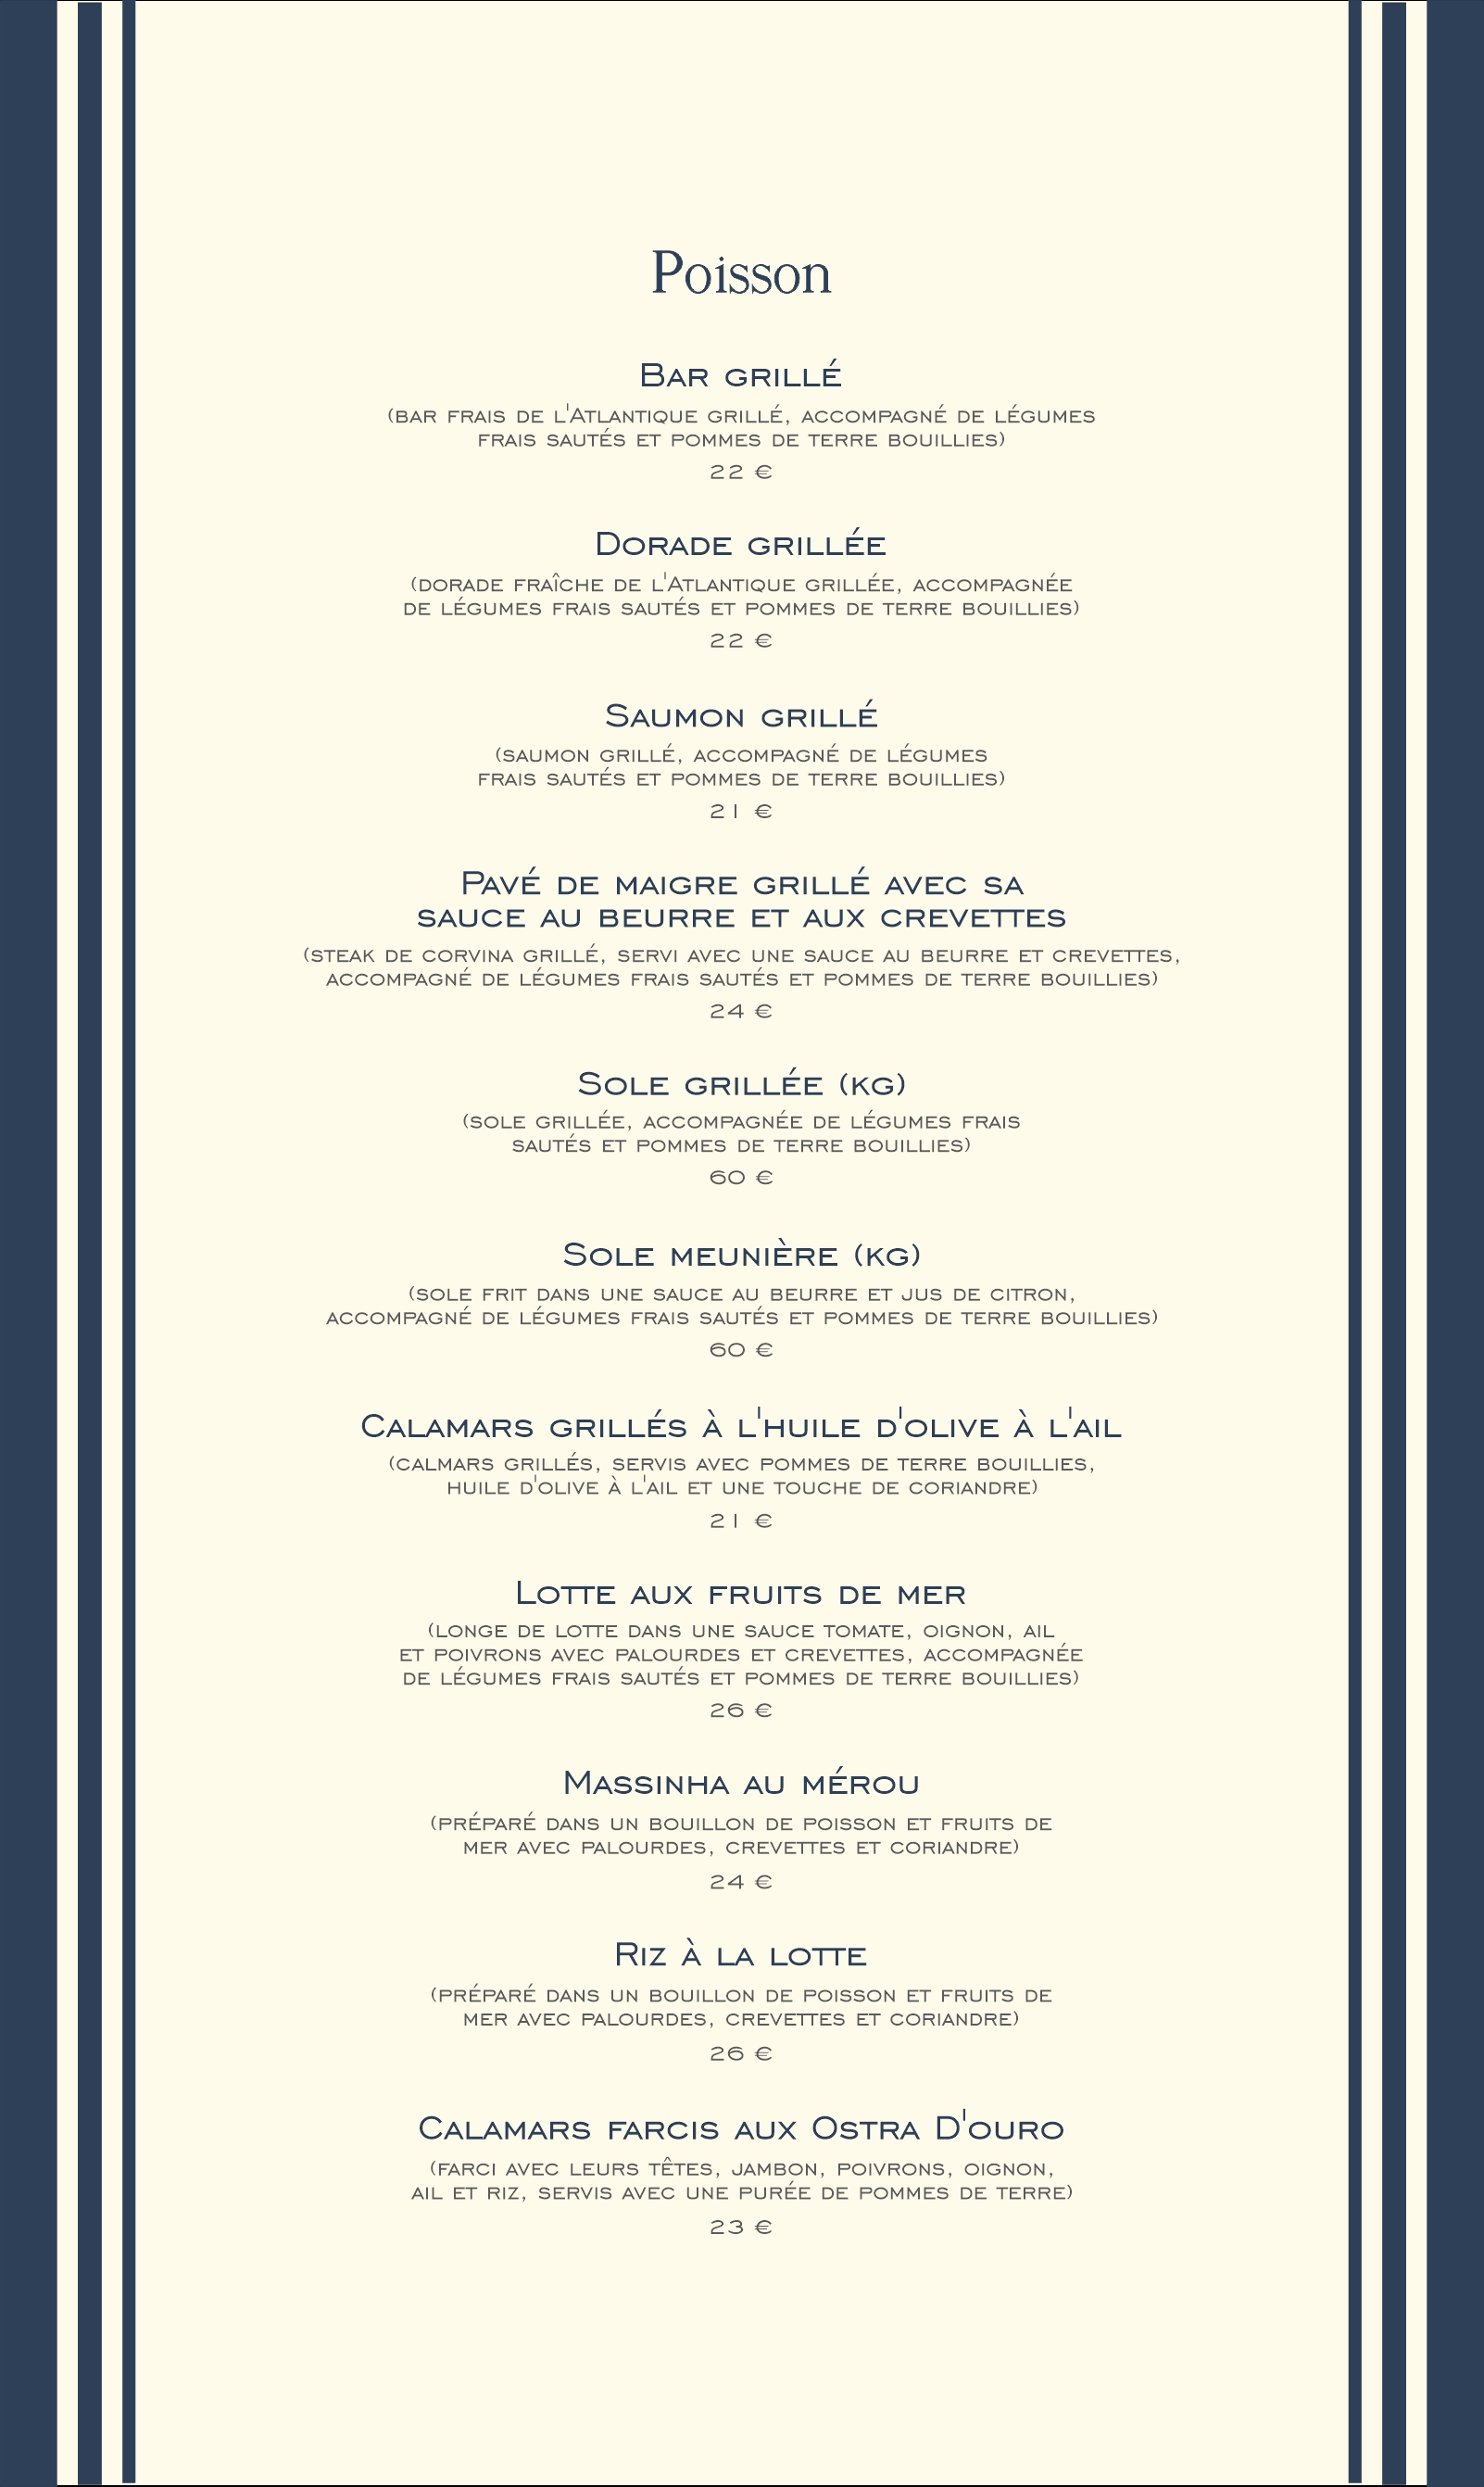 Poisson
Bar grillé
(bar frais de l'Atlantique grillé, accompagné de légumes
frais sautés et pommes de terre bouillies)
22 €
Dorade grillée
(dorade fraîche de l'Atlantique grillée, accompagnée
de légumes frais sautés et pommes de terre bouillies)
22 €
Saumon grillé
(saumon grillé, accompagné de légumes
frais sautés et pommes de terre bouillies)
21 €
Pavé de maigre grillé avec sa
sauce au beurre et aux crevettes
(steak de corvina grillé, servi avec une sauce au beurre et crevettes,
accompagné de légumes frais sautés et pommes de terre bouillies)
24 €
Sole grillée (kg)
(sole grillée, accompagnée de légumes frais
sautés et pommes de terre bouillies)
60 €
Sole meunière (kg)
(sole frit dans une sauce au beurre et jus de citron,
accompagné de légumes frais sautés et pommes de terre bouillies)
60 €
Calamars grillés à l'huile d'olive à l'ail
(calmars grillés, servis avec pommes de terre bouillies,
huile d'olive à l'ail et une touche de coriandre)
21 €
Lotte aux fruits de mer
(longe de lotte dans une sauce tomate, oignon, ail
et poivrons avec palourdes et crevettes, accompagnée
de légumes frais sautés et pommes de terre bouillies)
26 €
Massinha au mérou
(préparé dans un bouillon de poisson et fruits de
mer avec palourdes, crevettes et coriandre)
24 €
Riz à la lotte
(préparé dans un bouillon de poisson et fruits de
mer avec palourdes, crevettes et coriandre)
26 €
Calamars farcis aux Ostra D'ouro
(farci avec leurs têtes, jambon, poivrons, oignon,
ail et riz, servis avec une purée de pommes de terre)
23 €